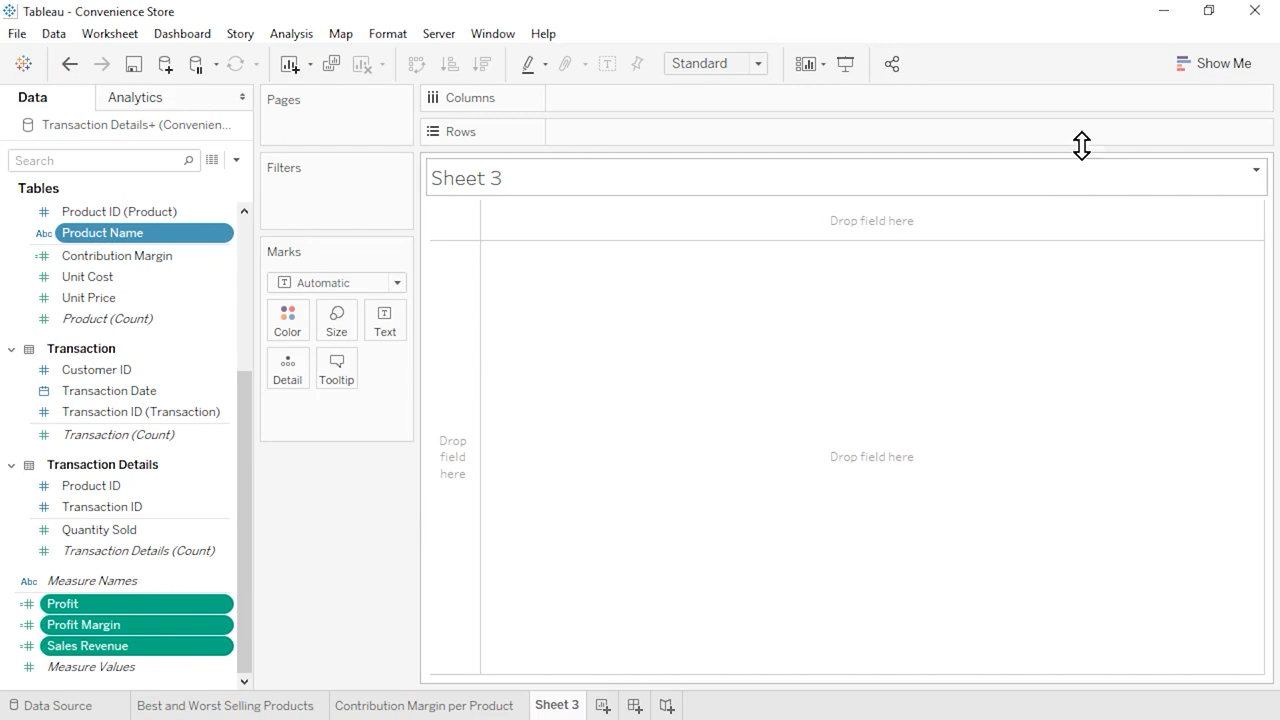 Tableau - Convenience Store
File Data Worksheet Dashboard Story Analysis Map Format Server Window Help
Standard
Show Me
Data Analytics
Transaction Details+ (Convenien...
Search
Tables
Product ID (Product)
Abc Product Name
Contribution Margin
Unit Cost
Unit Price
Product (Count)
Transaction
Customer ID
Transaction Date
Transaction ID (Transaction)
Transaction (Count)
Transaction Details
Product ID
Transaction ID
Quantity Sold
Transaction Details (Count)
Abc Measure Names
Profit
Profit Margin
Sales Revenue
Measure Values
Pages
Filters
Marks
Automatic
Color Size Text
Detail Tooltip
Columns
Rows
Sheet 3
Drop field here
Drop
field
here
Drop field here
Data Source Best and Worst Selling Products Contribution Margin per Product Sheet 3